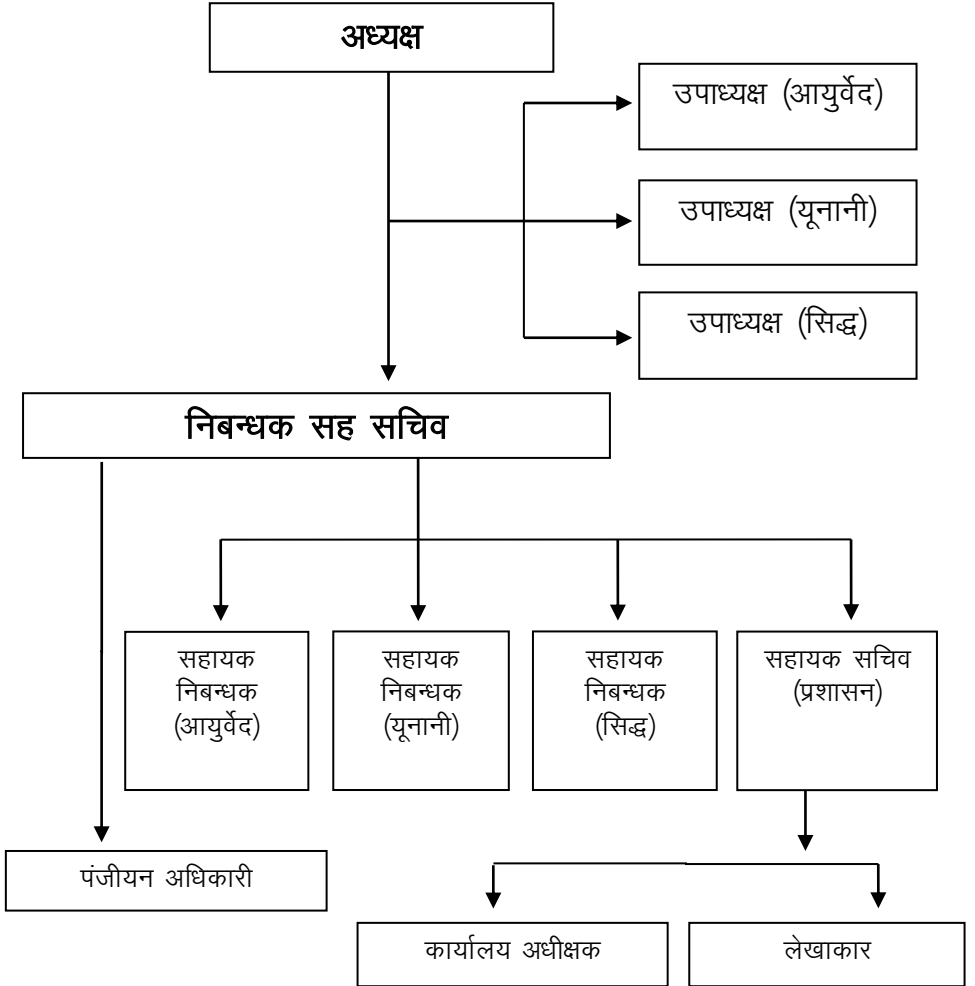 अध्यक्ष
उपाध्यक्ष (आयुर्वेद)
उपाध्यक्ष (यूनानी)
उपाध्यक्ष (सिद्ध)
निबन्धक सह सचिव
सहायक
निबन्धक
(आयुर्वेद)
सहायक
निबन्धक
(यूनानी)
सहायक
निबन्धक
(सिद्ध)
सहायक सचिव
(प्रशासन)
पंजीयन अधिकारी
कार्यालय अधीक्षक
लेखाकार